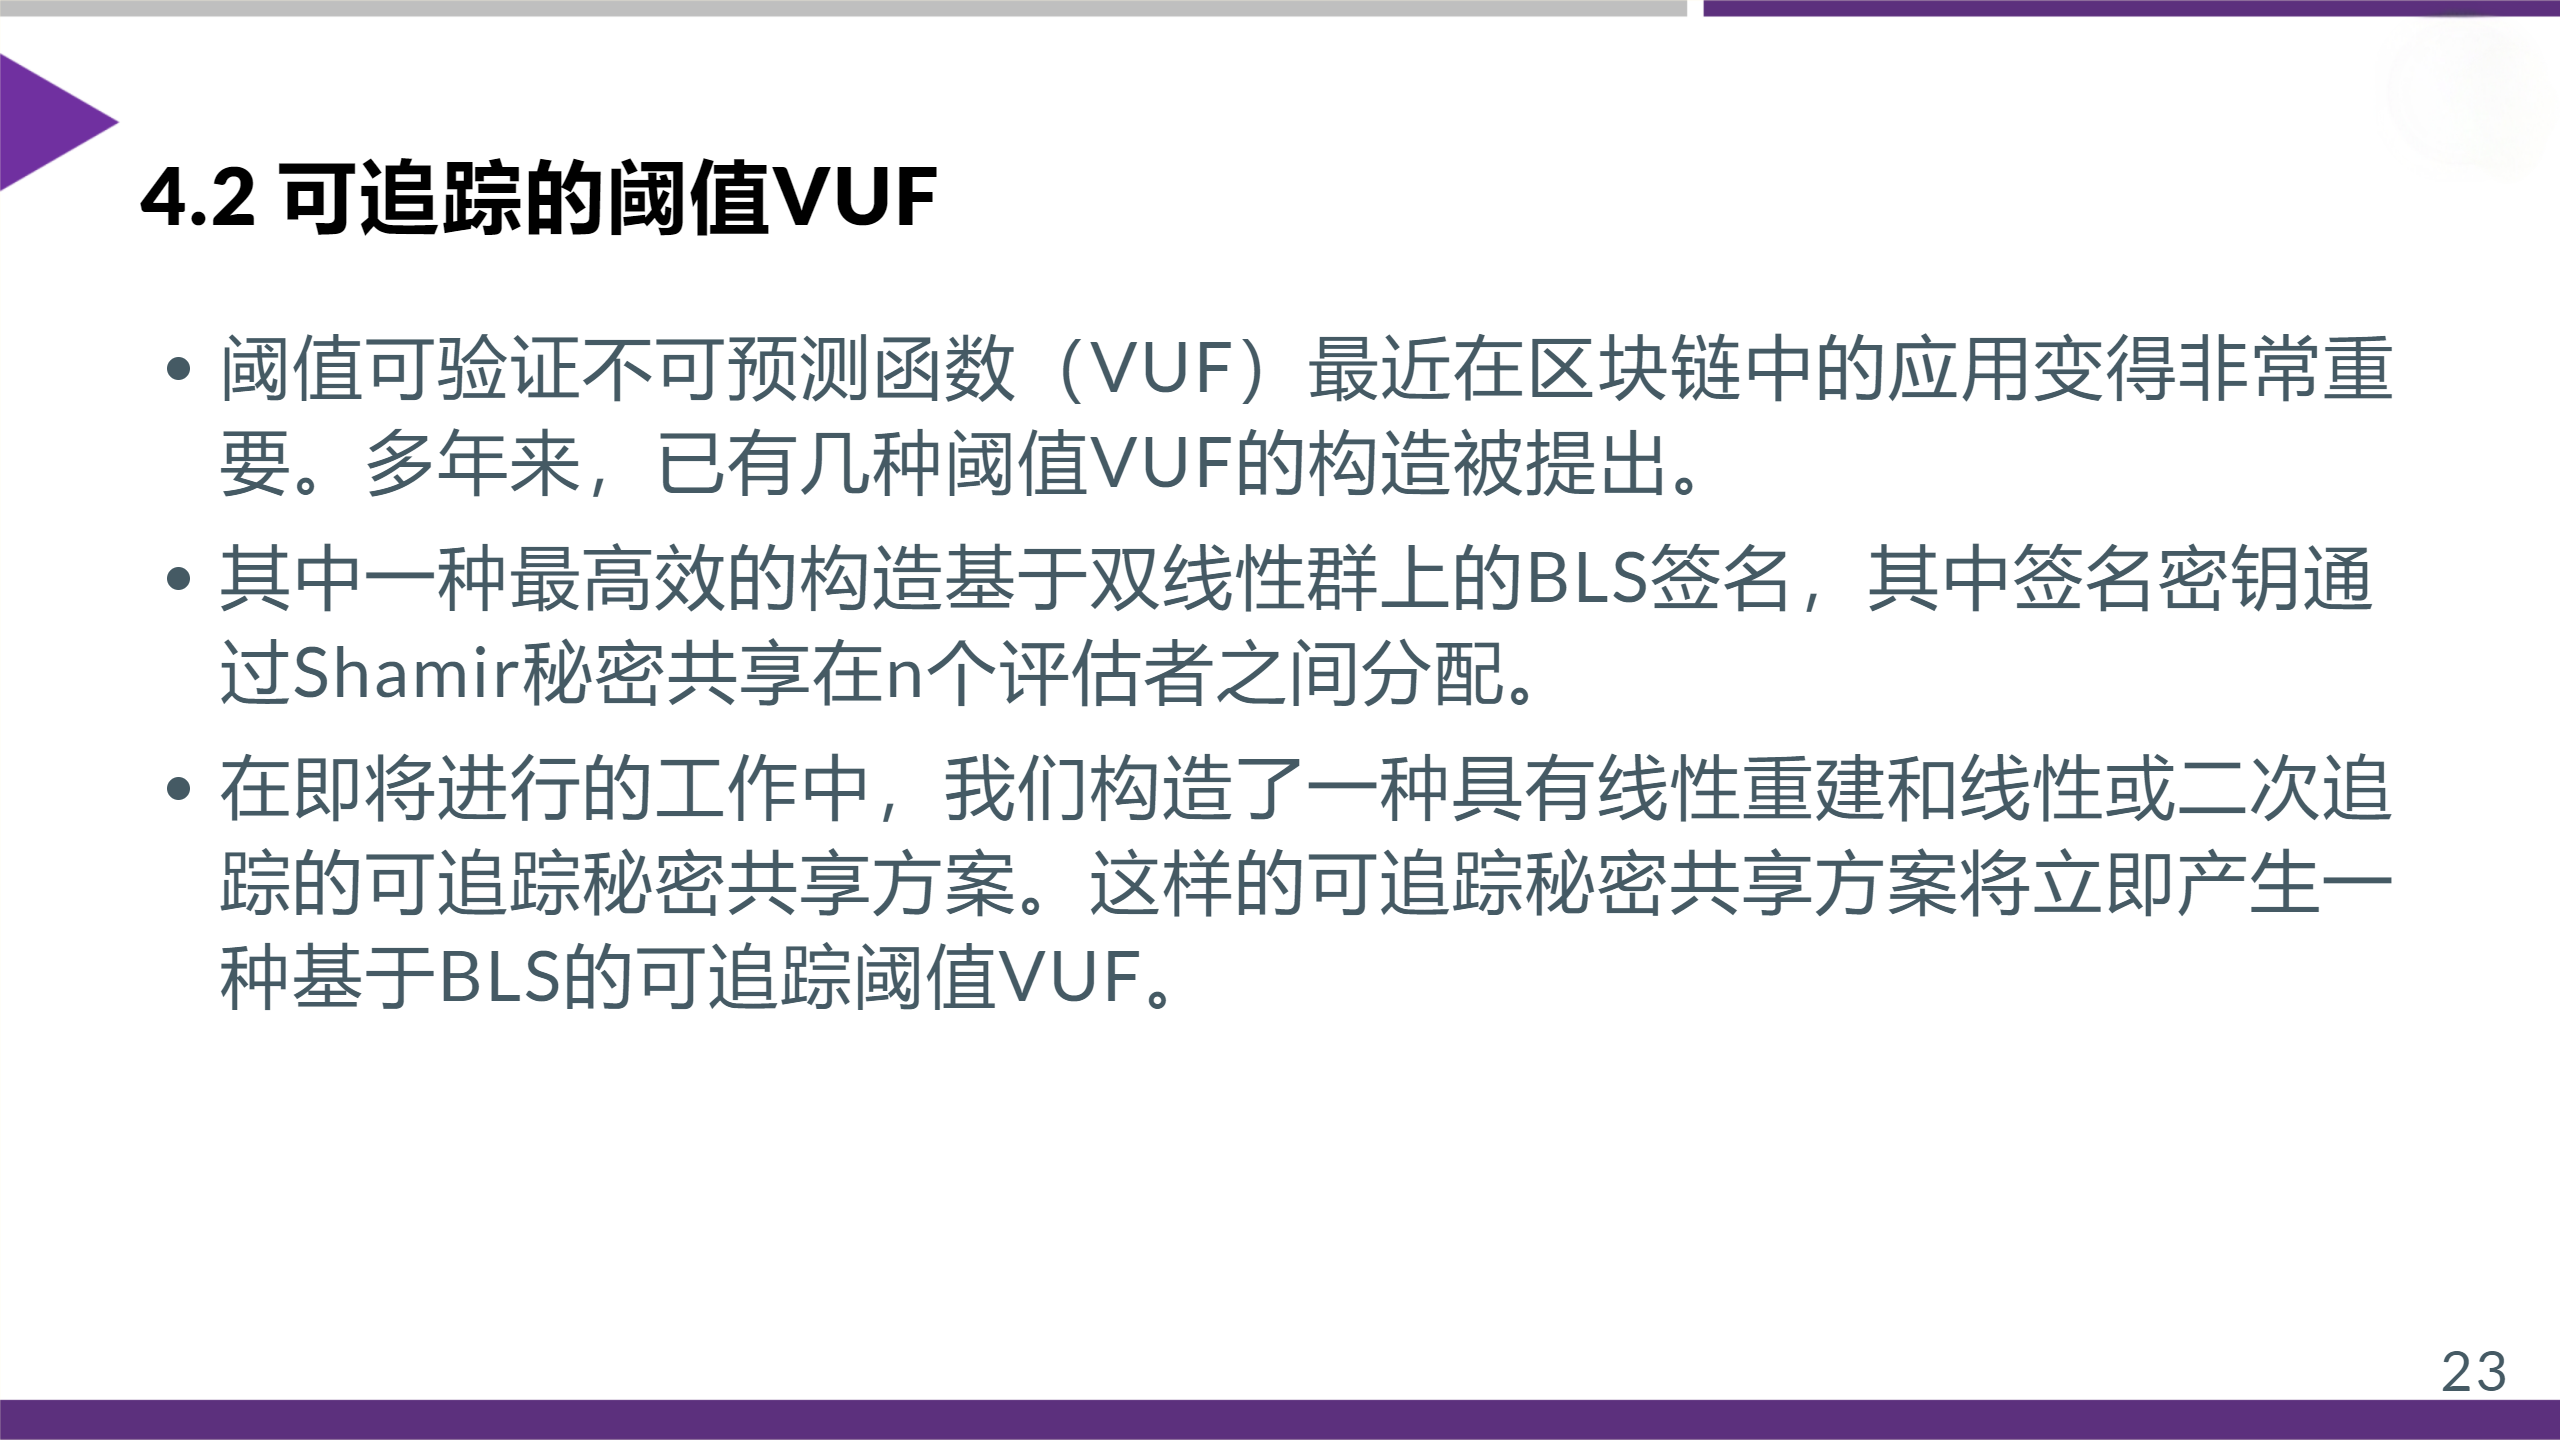 4.2 可追踪的阈值VUF
• 阈值可验证不可预测函数（VUF）最近在区块链中的应用变得非常重
要。多年来，已有几种阈值VUF的构造被提出。
• 其中一种最高效的构造基于双线性群上的BLS签名，其中签名密钥通
过Shamir秘密共享在n个评估者之间分配。
• 在即将进行的工作中，我们构造了一种具有线性重建和线性或二次追
踪的可追踪秘密共享方案。这样的可追踪秘密共享方案将立即产生一
种基于BLS的可追踪阈值VUF。
23